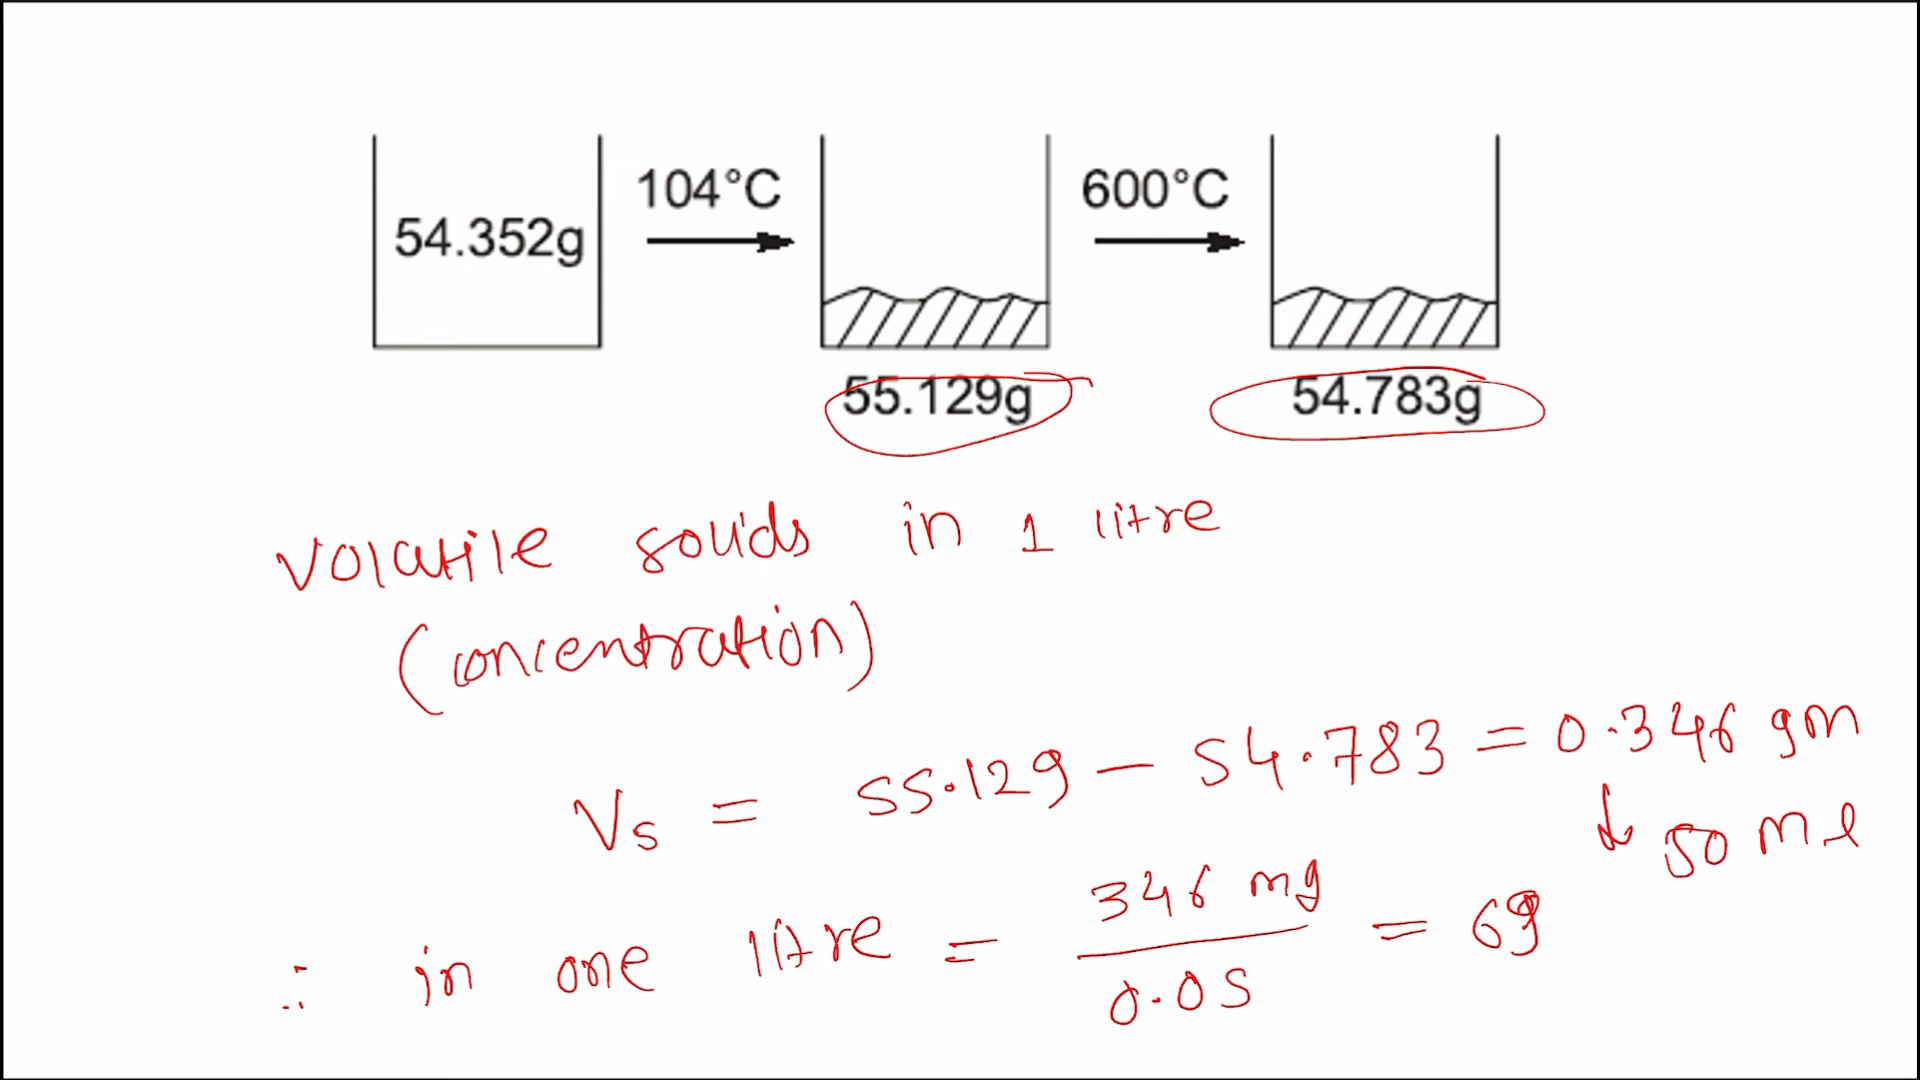 54.352g 104°C 600°C
55.129g 54.783g
Volatile solids in 1 litre
(concentration)
Vs = 55.129 - 54.783 = 0.346 gm
↓ 50 ml
∴ in one litre = 346 mg / 0.05 = 69